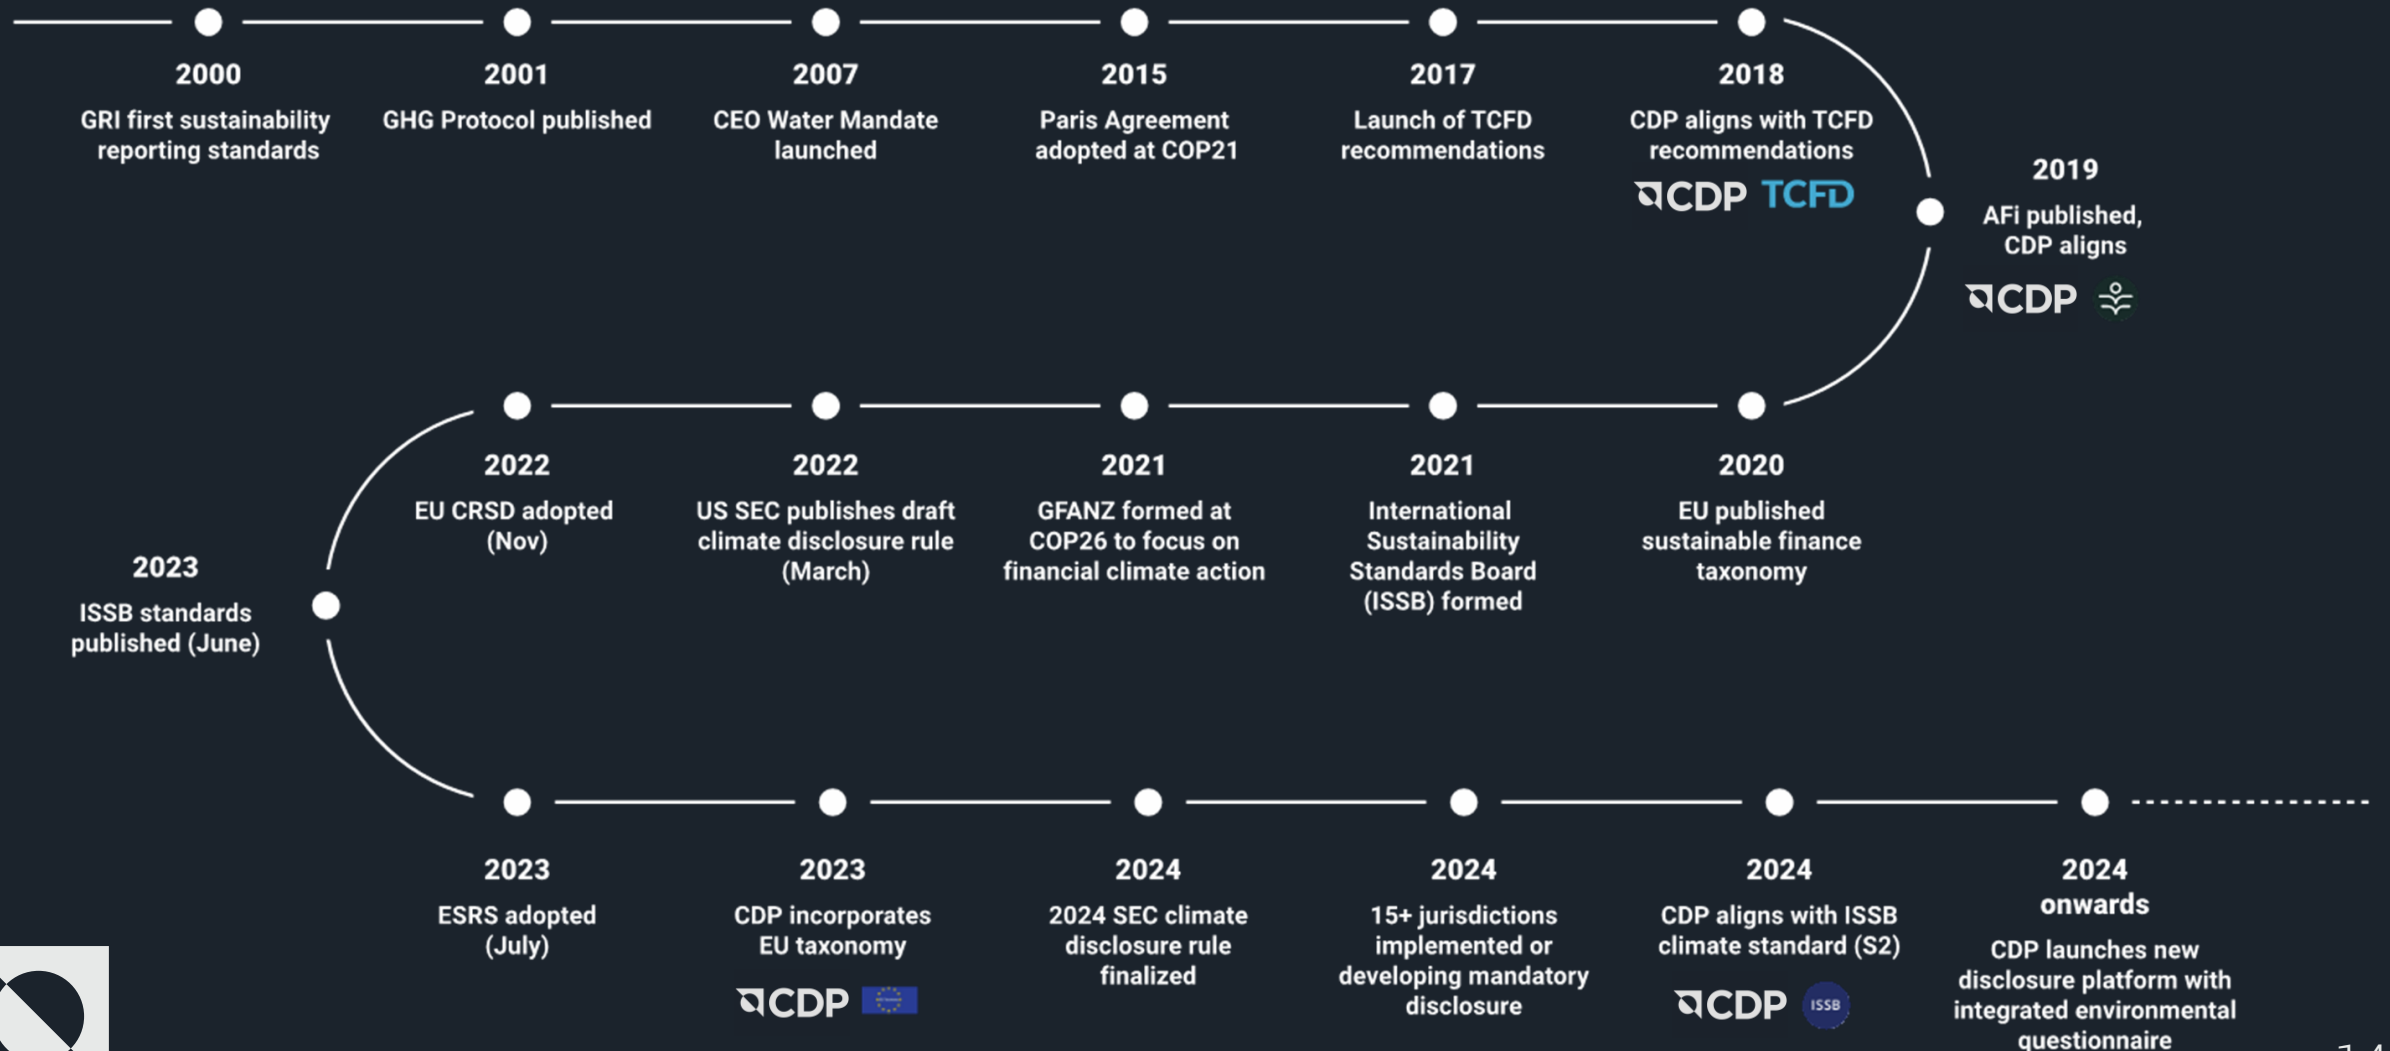 2000
GRI first sustainability
reporting standards
2001
GHG Protocol published
2007
CEO Water Mandate
launched
2015
Paris Agreement
adopted at COP21
2017
Launch of TCFD
recommendations
2018
CDP aligns with TCFD
recommendations
CDP TCFD
2019
AFi published,
CDP aligns
CDP
2020
EU published
sustainable finance
taxonomy
2021
International
Sustainability
Standards Board
(ISSB) formed
2021
GFANZ formed at
COP26 to focus on
financial climate action
2022
US SEC publishes draft
climate disclosure rule
(March)
2022
EU CRSD adopted
(Nov)
2023
ISSB standards
published (June)
2023
ESRS adopted
(July)
2023
CDP incorporates
EU taxonomy
CDP
2024
2024 SEC climate
disclosure rule
finalized
2024
15+ jurisdictions
implemented or
developing mandatory
disclosure
2024
CDP aligns with ISSB
climate standard (S2)
CDP ISSB
2024
onwards
CDP launches new
disclosure platform with
integrated environmental
questionnaire